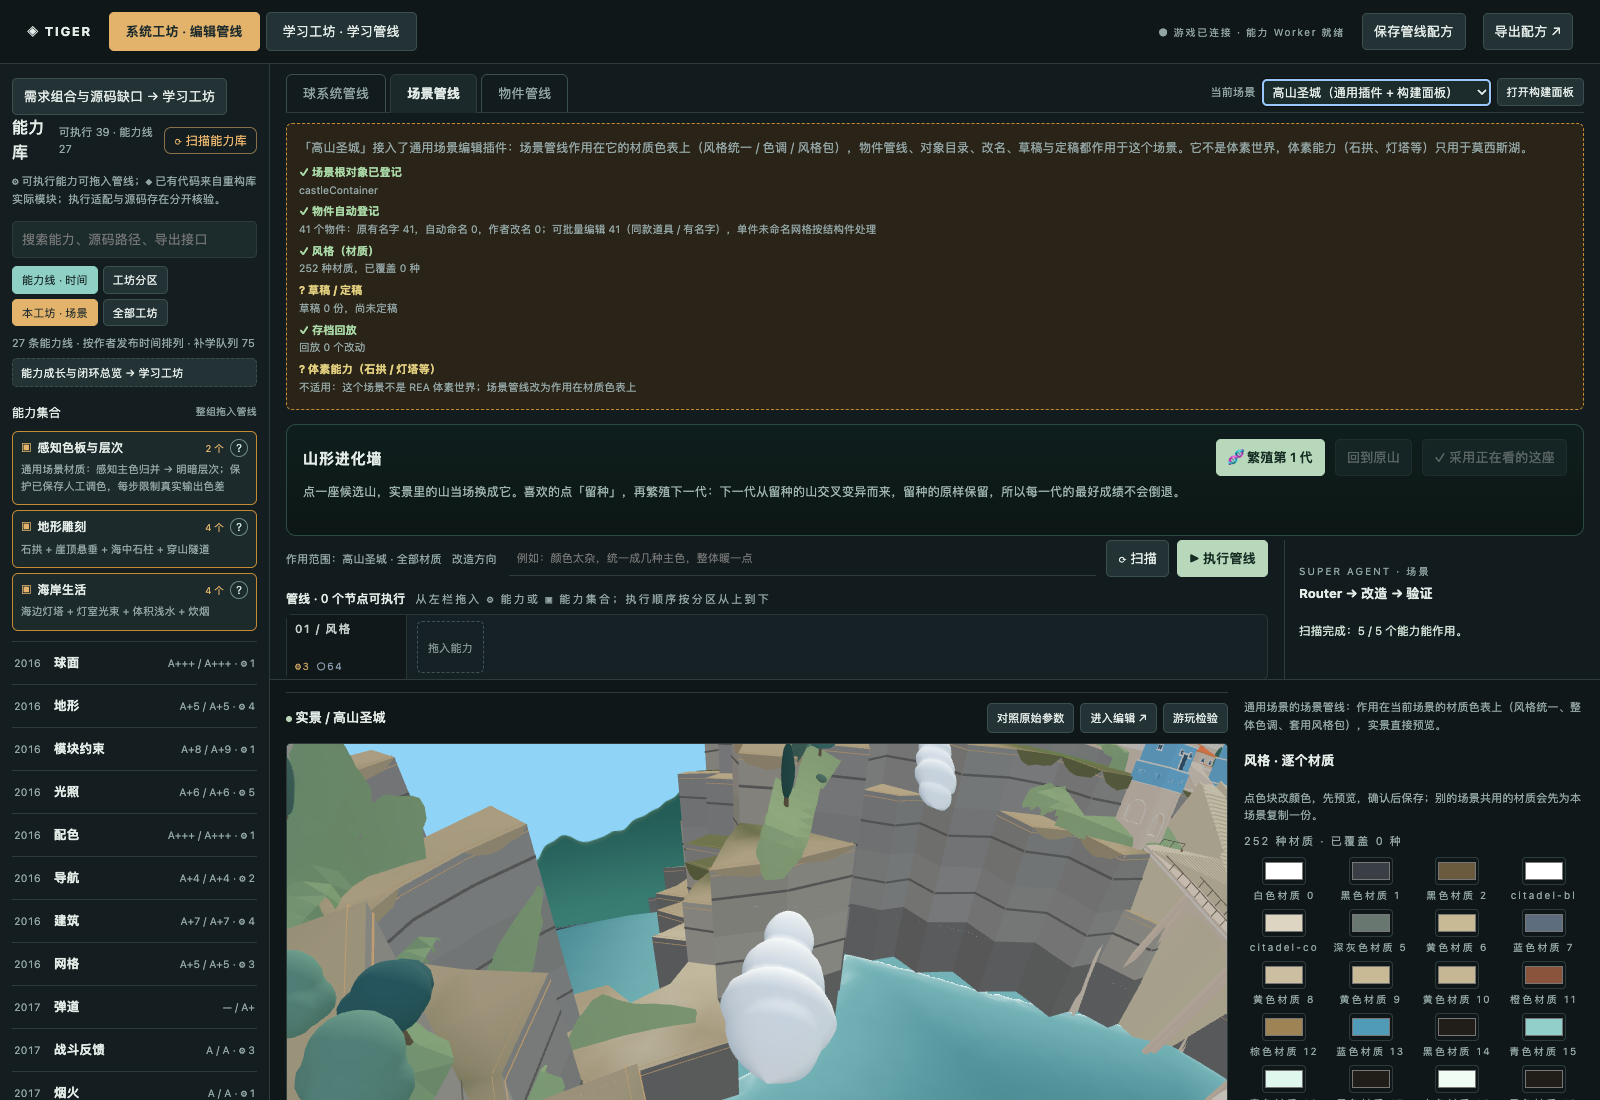 ◈ TIGER
系统工坊 · 编辑管线
学习工坊 · 学习管线
游戏已连接 · 能力 Worker 就绪
保存管线配方
导出配方 ↗
需求组合与源码缺口 → 学习工坊
能力库
可执行 39 · 能力线 27
⟳ 扫描能力库
⚙ 可执行能力可拖入管线；◆ 已有代码来自重构库
实际模块；执行适配与源码存在分开核验。
搜索能力、源码路径、导出接口
能力线 · 时间
工坊分区
本工坊 · 场景
全部工坊
27 条能力线 · 按作者发布时间排列 · 补学队列 75
能力成长与闭环总览 → 学习工坊
能力集合
整组拖入管线
▣ 感知色板与层次 2 个 ?
通用场景材质：感知主色归并 → 明暗层次；保
护已保存人工调色，每步限制真实输出色差
▣ 地形雕刻 4 个 ?
石拱 + 崖顶悬垂 + 海中石柱 + 穿山隧道
▣ 海岸生活 4 个 ?
海边灯塔 + 灯室光束 + 体积浅水 + 炊烟
2016 球面 A+++ / A+++ · ⚙ 1
2016 地形 A+5 / A+5 · ⚙ 4
2016 模块约束 A+8 / A+9 · ⚙ 1
2016 光照 A+6 / A+6 · ⚙ 5
2016 配色 A+++ / A+++ · ⚙ 1
2016 导航 A+4 / A+4 · ⚙ 2
2016 建筑 A+7 / A+7 · ⚙ 4
2016 网格 A+5 / A+5 · ⚙ 3
2017 弹道 — / A+
2017 战斗反馈 A / A · ⚙ 3
2017 烟火 A / A · ⚙ 1
球系统管线
场景管线
物件管线
当前场景
高山圣城（通用插件 + 构建面板）
打开构建面板
「高山圣城」接入了通用场景编辑插件：场景管线作用在它的材质色表上（风格统一 / 色调 / 风格包），物件管线、对象目录、改名、草稿与定稿都作用于这个场景。它不是体素世界，体素能力（石拱、灯塔等）只用于莫西斯湖。
✓ 场景根对象已登记
castleContainer
✓ 物件自动登记
41 个物件：原有名字 41，自动命名 0，作者改名 0；可批量编辑 41（同款道具 / 有名字），单件未命名网格按结构件处理
✓ 风格（材质）
252 种材质，已覆盖 0 种
? 草稿 / 定稿
草稿 0 份，尚未定稿
✓ 存档回放
回放 0 个改动
? 体素能力（石拱 / 灯塔等）
不适用：这个场景不是 REA 体素世界；场景管线改为作用在材质色表上
山形进化墙
🧬 繁殖第 1 代
回到原山
✓ 采用正在看的这座
点一座候选山，实景里的山当场换成它。喜欢的点「留种」，再繁殖下一代：下一代从留种的山交叉变异而来，留种的原样保留，所以每一代的最好成绩不会倒退。
作用范围：高山圣城 · 全部材质
改造方向
例如：颜色太杂，统一成几种主色，整体暖一点
⟳ 扫描
▶ 执行管线
管线 · 0 个节点可执行
从左栏拖入 ⚙ 能力或 ▣ 能力集合；执行顺序按分区从上到下
01 / 风格
⚙3 ⬡64
拖入能力
SUPER AGENT · 场景
Router → 改造 → 验证
扫描完成：5 / 5 个能力能作用。
实景 / 高山圣城
对照原始参数
进入编辑 ↗
游玩检验
通用场景的场景管线：作用在当前场景的材质色表上（风格统一、整
体色调、套用风格包），实景直接预览。
风格 · 逐个材质
点色块改颜色，先预览，确认后保存；别的场景共用的材质会先为本
场景复制一份。
252 种材质 · 已覆盖 0 种
白色材质 0
黑色材质 1
黑色材质 2
citadel-bl
citadel-co
深灰色材质 5
黄色材质 6
蓝色材质 7
黄色材质 8
黄色材质 9
黄色材质 10
橙色材质 11
棕色材质 12
蓝色材质 13
黑色材质 14
青色材质 15